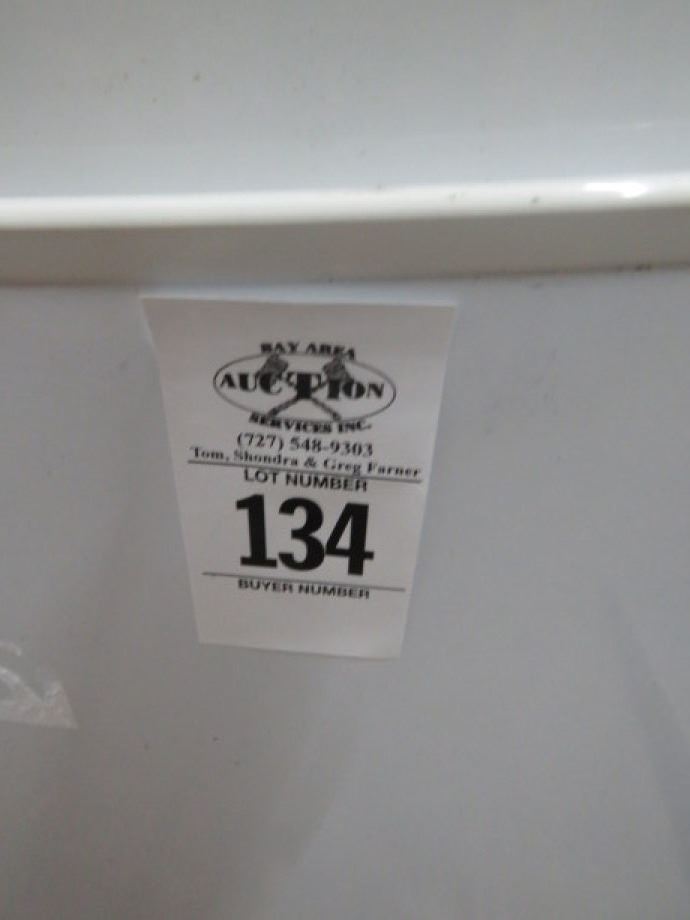 BAY AREA
AUCTION
SERVICES INC.
(727) 548-9303
Tom, Shondra & Greg Farner
LOT NUMBER
134
BUYER NUMBER